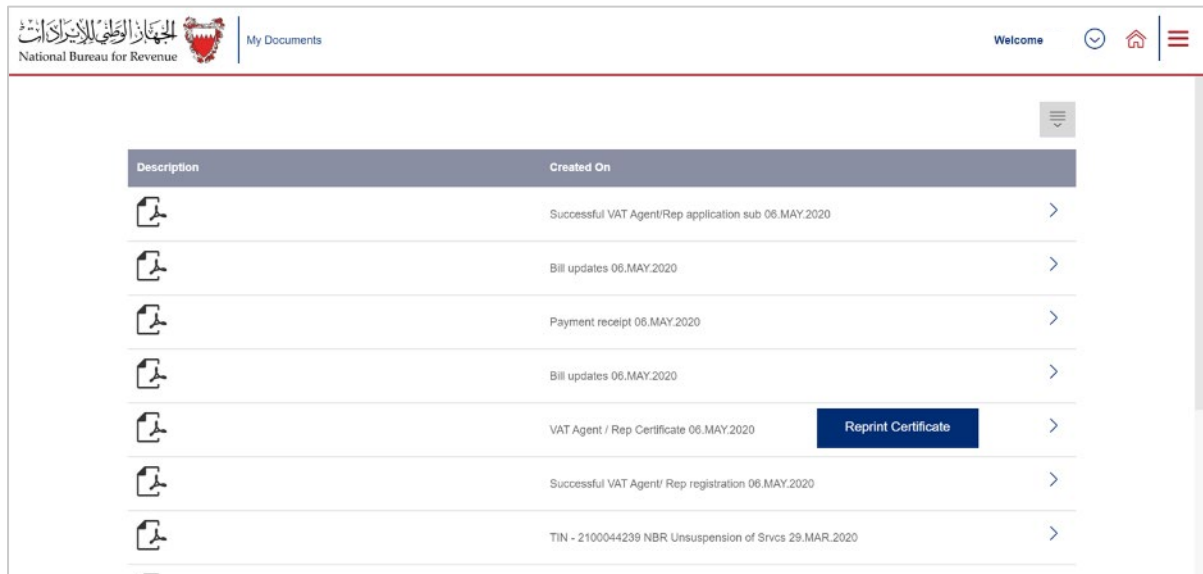 الجهاز الوطني للإيرادات
National Bureau for Revenue
My Documents
Welcome
Description Created On
Successful VAT Agent/Rep application sub 06.MAY.2020
Bill updates 06.MAY.2020
Payment receipt 06.MAY.2020
Bill updates 06.MAY.2020
VAT Agent / Rep Certificate 06.MAY.2020 Reprint Certificate
Successful VAT Agent/ Rep registration 06.MAY.2020
TIN - 2100044239 NBR Unsuspension of Srvcs 29.MAR.2020